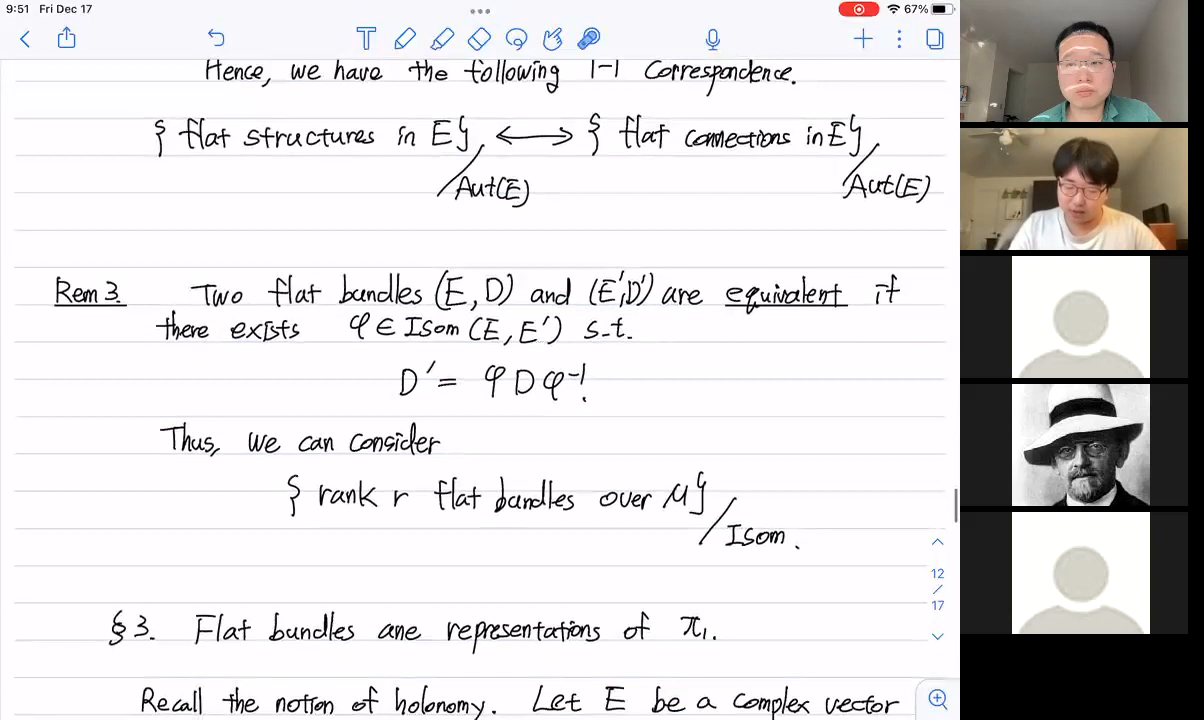 9:51 Fri Dec 17
67%
Hence, we have the following 1-1 Correspondence.
{ flat structures in E}/Aut(E) ⟷ { flat connections in E}/Aut(E)
Rem 3. Two flat bundles (E, D) and (E', D') are equivalent if
there exists φ ∈ Isom (E, E') s.t.
D' = φ D φ⁻¹.
Thus, we can consider
{ rank r flat bundles over M}/Isom.
12
/
17
§3. Flat bundles are representations of π₁.
Recall the notion of holonomy. Let E be a complex vector